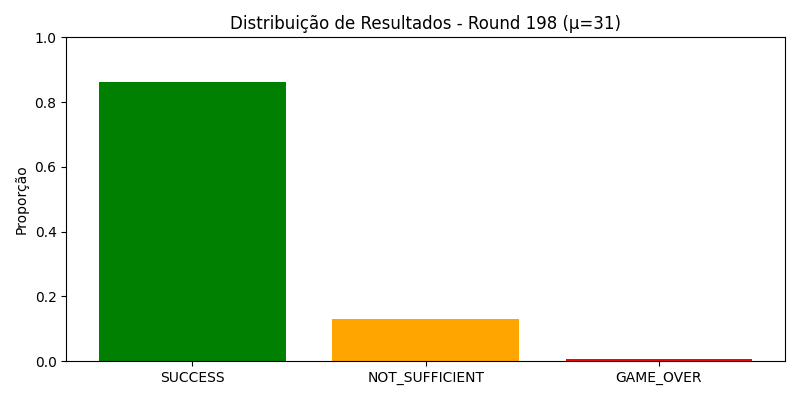 Distribuição de Resultados - Round 198 (μ=31)
Proporção
1.0
0.8
0.6
0.4
0.2
0.0
SUCCESS
NOT_SUFFICIENT
GAME_OVER